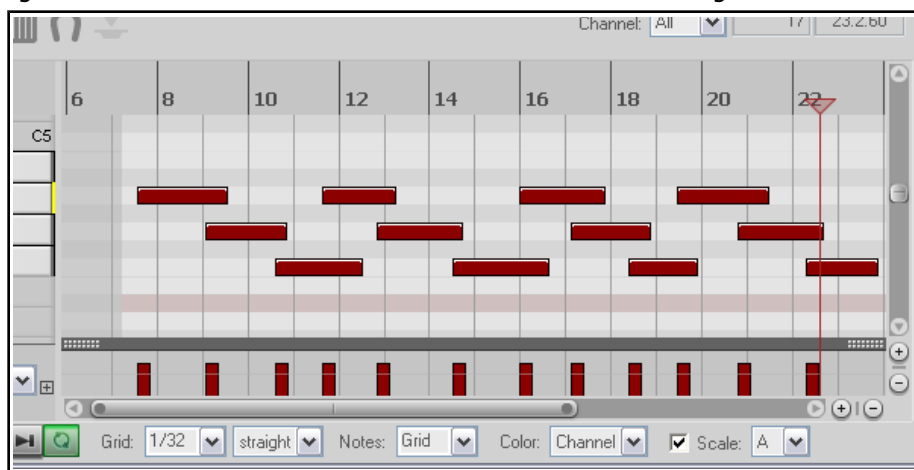 Channel: All 17 23.2.60
6 8 10 12 14 16 18 20 22
C5
Grid: 1/32 straight Notes: Grid Color: Channel Scale: A